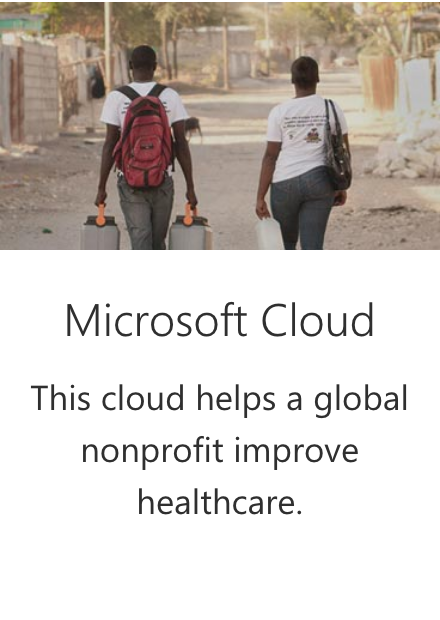 Microsoft Cloud
This cloud helps a global
nonprofit improve
healthcare.